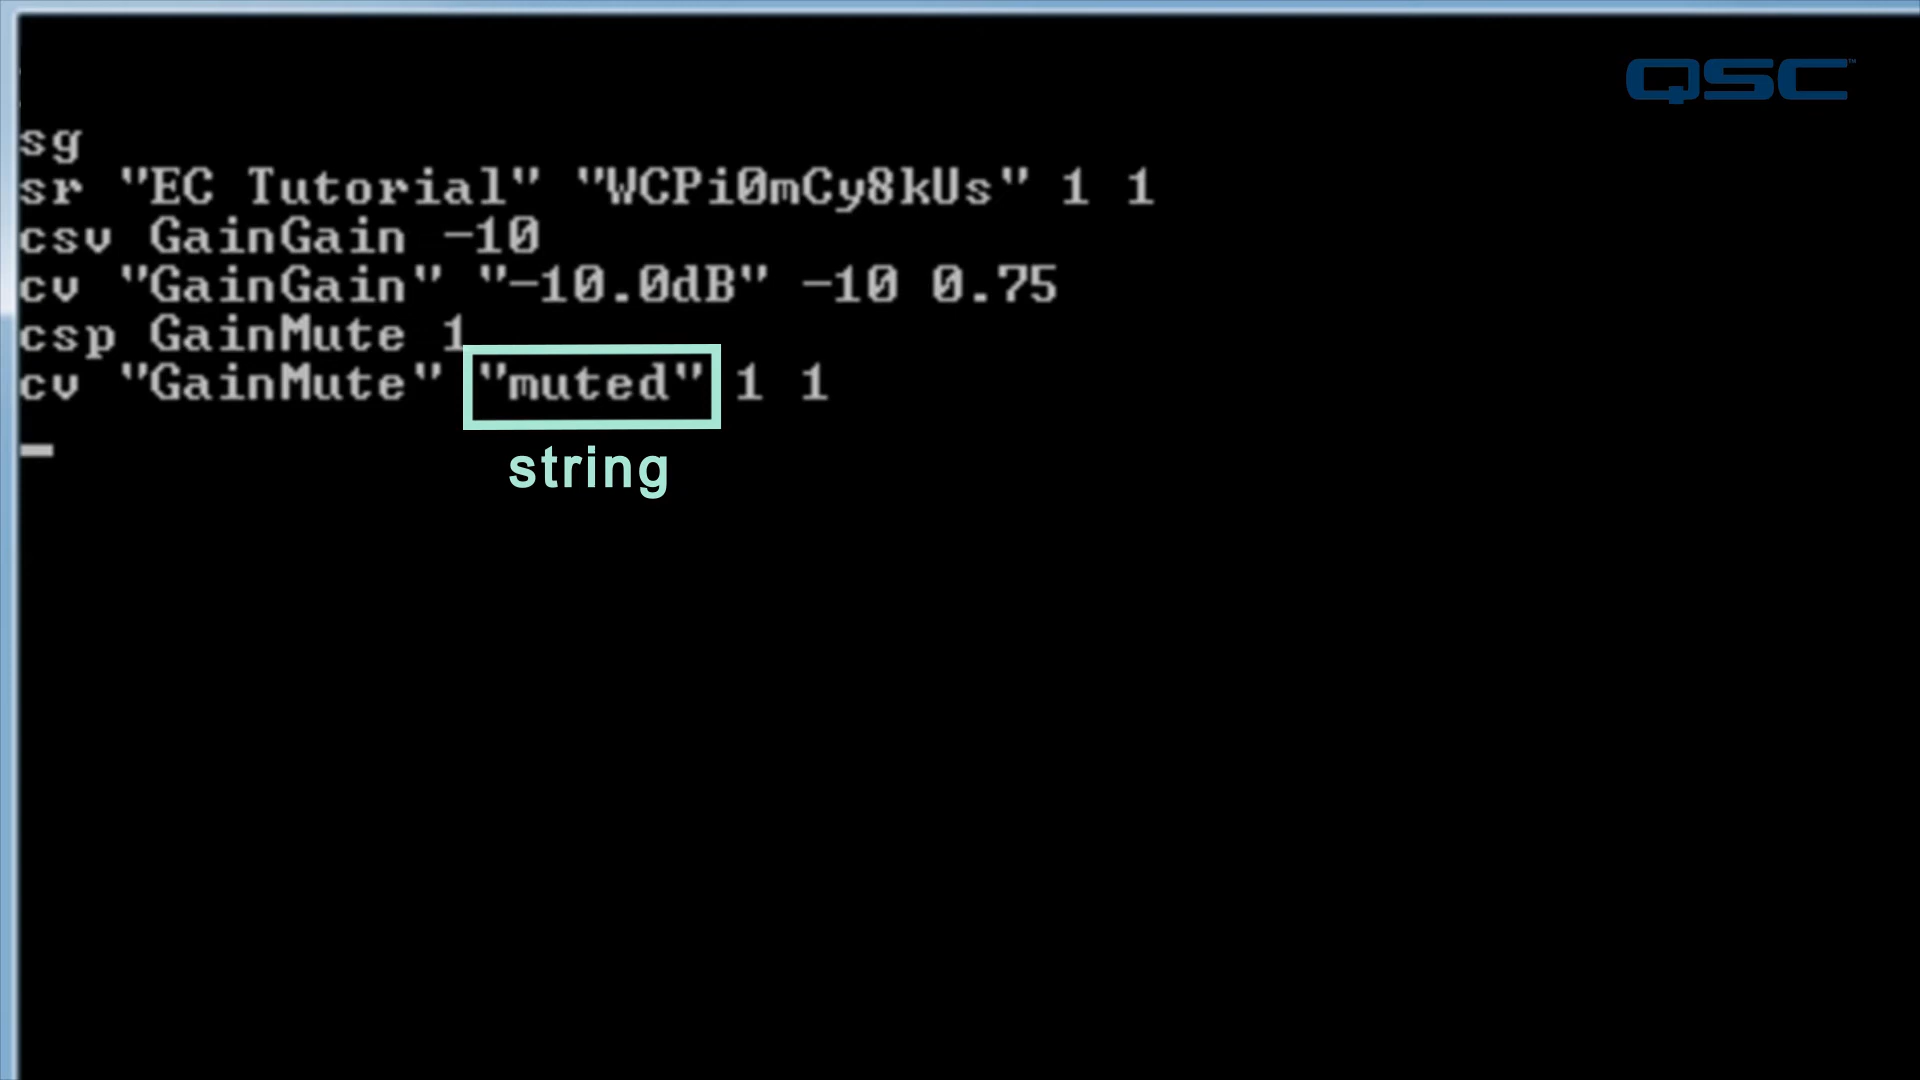 QSC™
sg
sr "EC Tutorial" "WCPi0mCy8kUs" 1 1
csv GainGain -10
cv "GainGain" "-10.0dB" -10 0.75
csp GainMute 1
cv "GainMute" "muted" 1 1
string